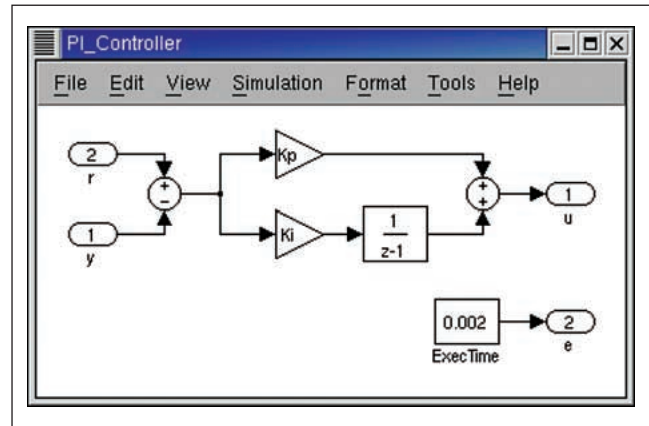 PI_Controller
File Edit View Simulation Format Tools Help
2
r
+
−
1
y
Kp
Ki
1
z-1
+
+
1
u
0.002
ExecTime
2
e